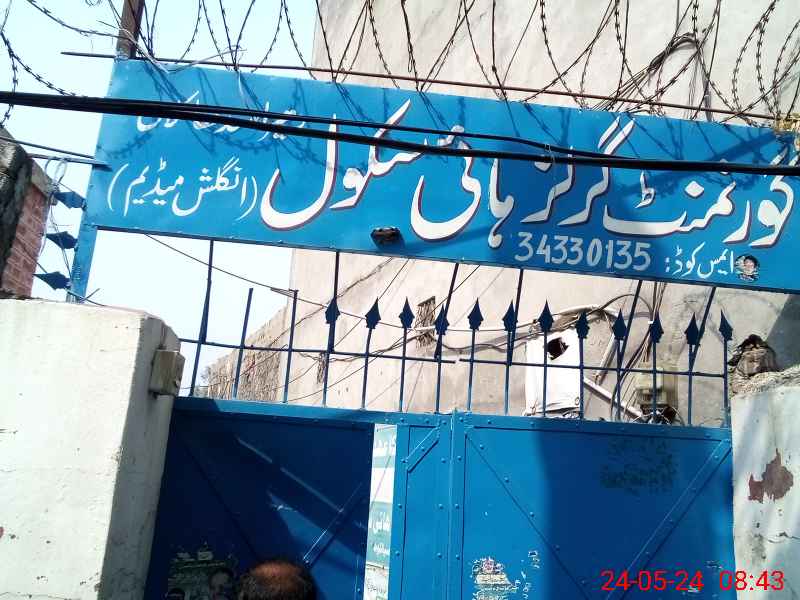 گورنمنٹ گرلز ہائی سکول (انگلش میڈیم)
ایمس کوڈ: 34330135
24-05-24 08:43